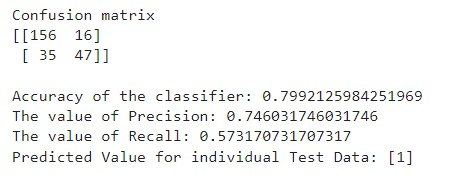 Confusion matrix
[[156 16]
[ 35 47]]
Accuracy of the classifier: 0.7992125984251969
The value of Precision: 0.746031746031746
The value of Recall: 0.573170731707317
Predicted Value for individual Test Data: [1]